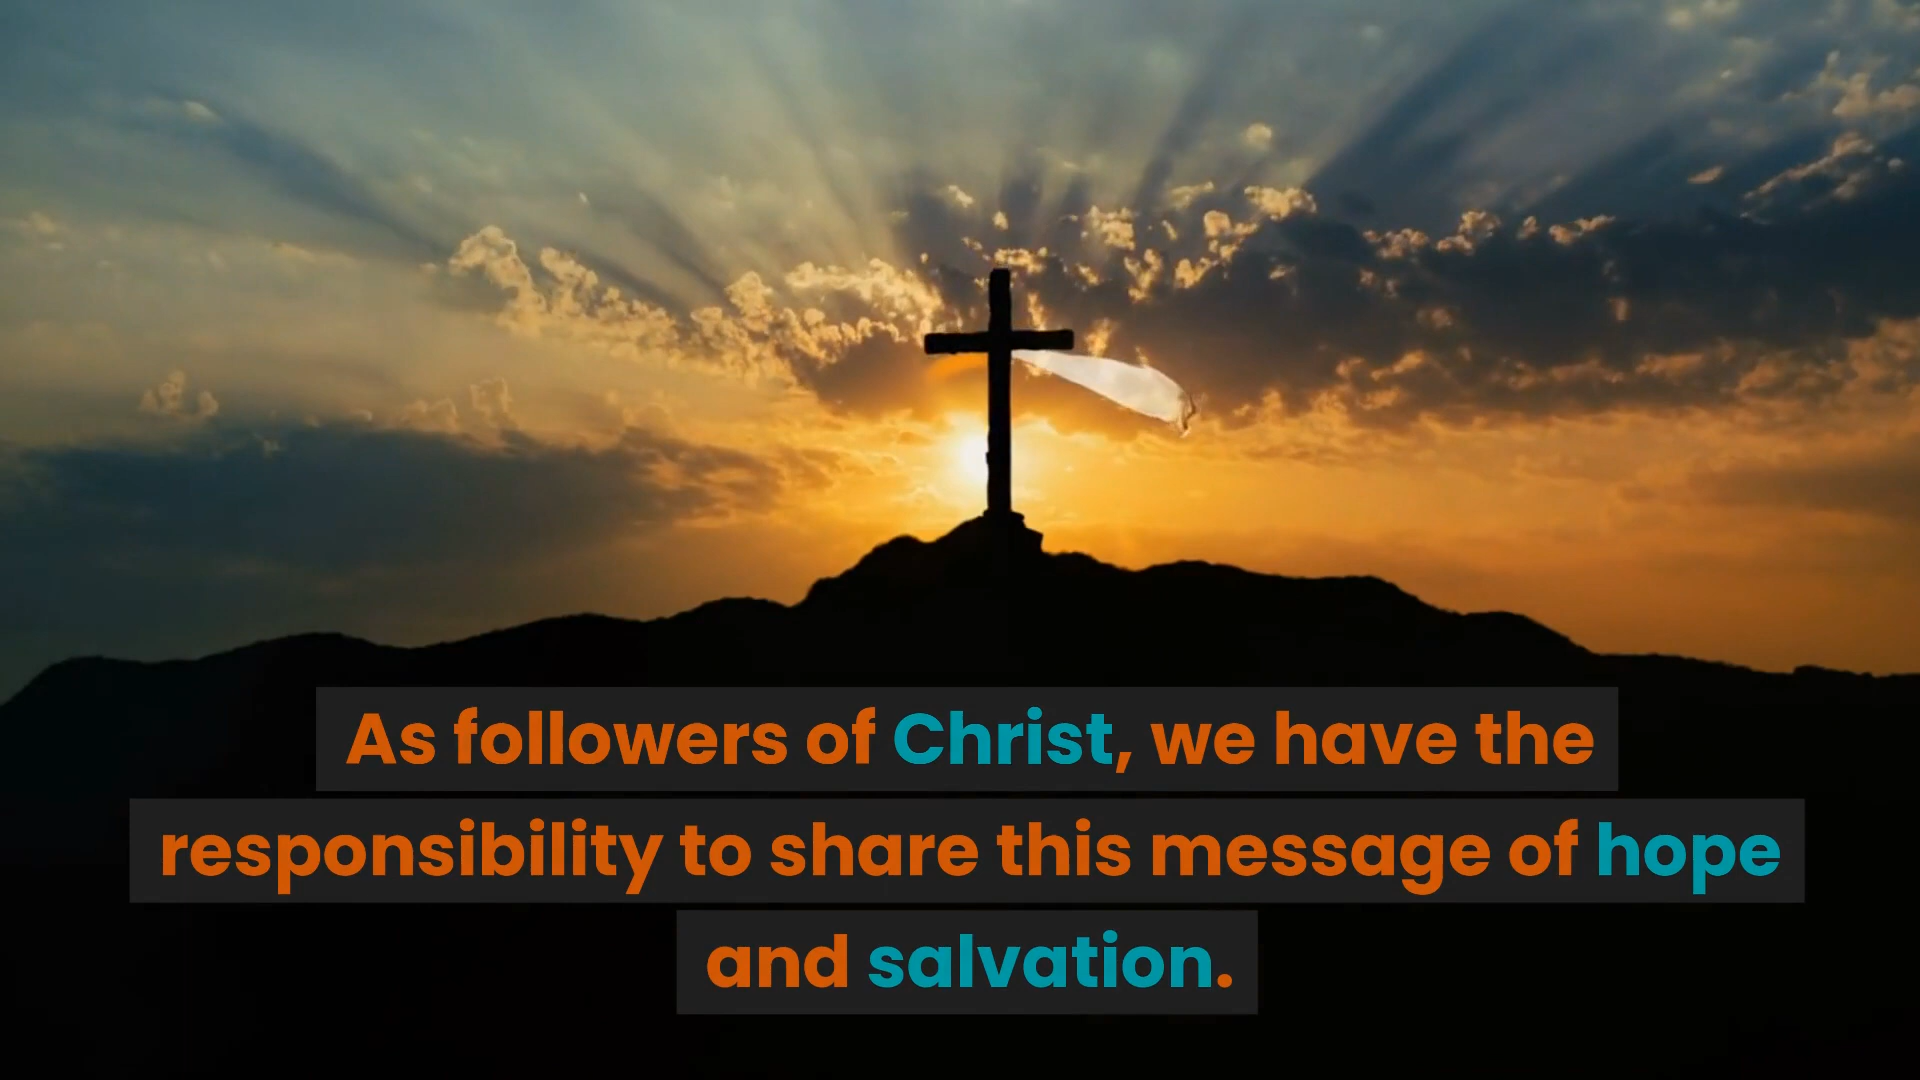 As followers of Christ, we have the
responsibility to share this message of hope
and salvation.